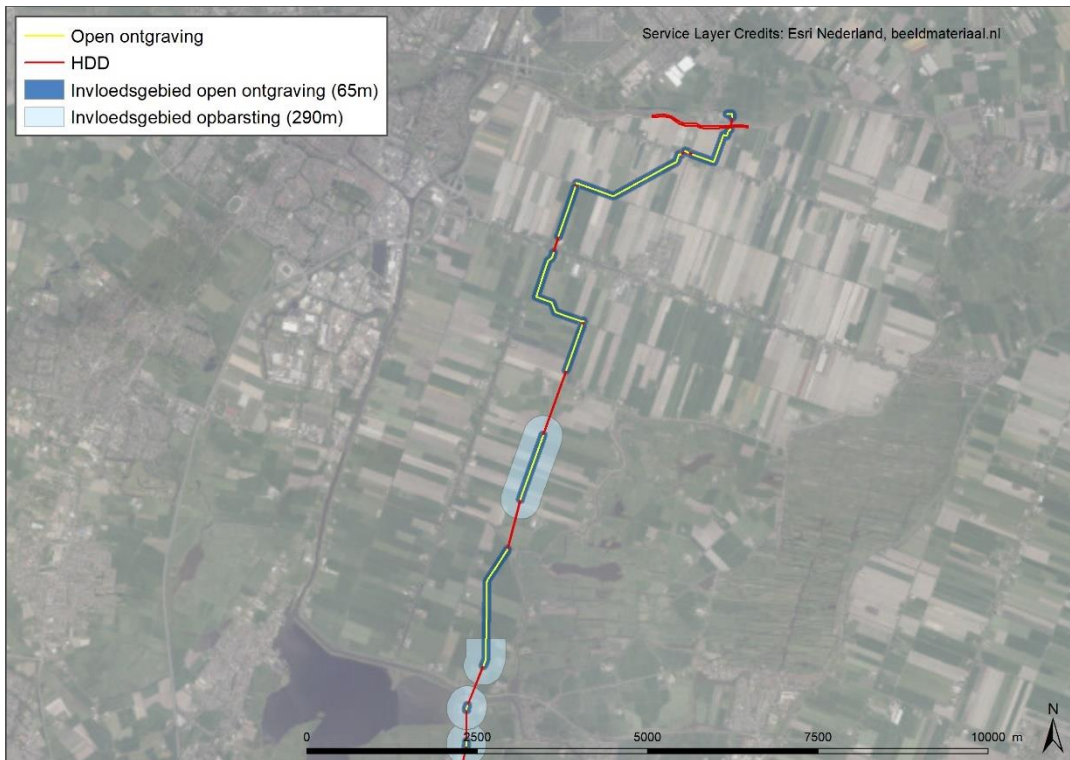 Open ontgraving
HDD
Invloedsgebied open ontgraving (65m)
Invloedsgebied opbarsting (290m)
Service Layer Credits: Esri Nederland, beeldmateriaal.nl
N
0 2500 5000 7500 10000 m